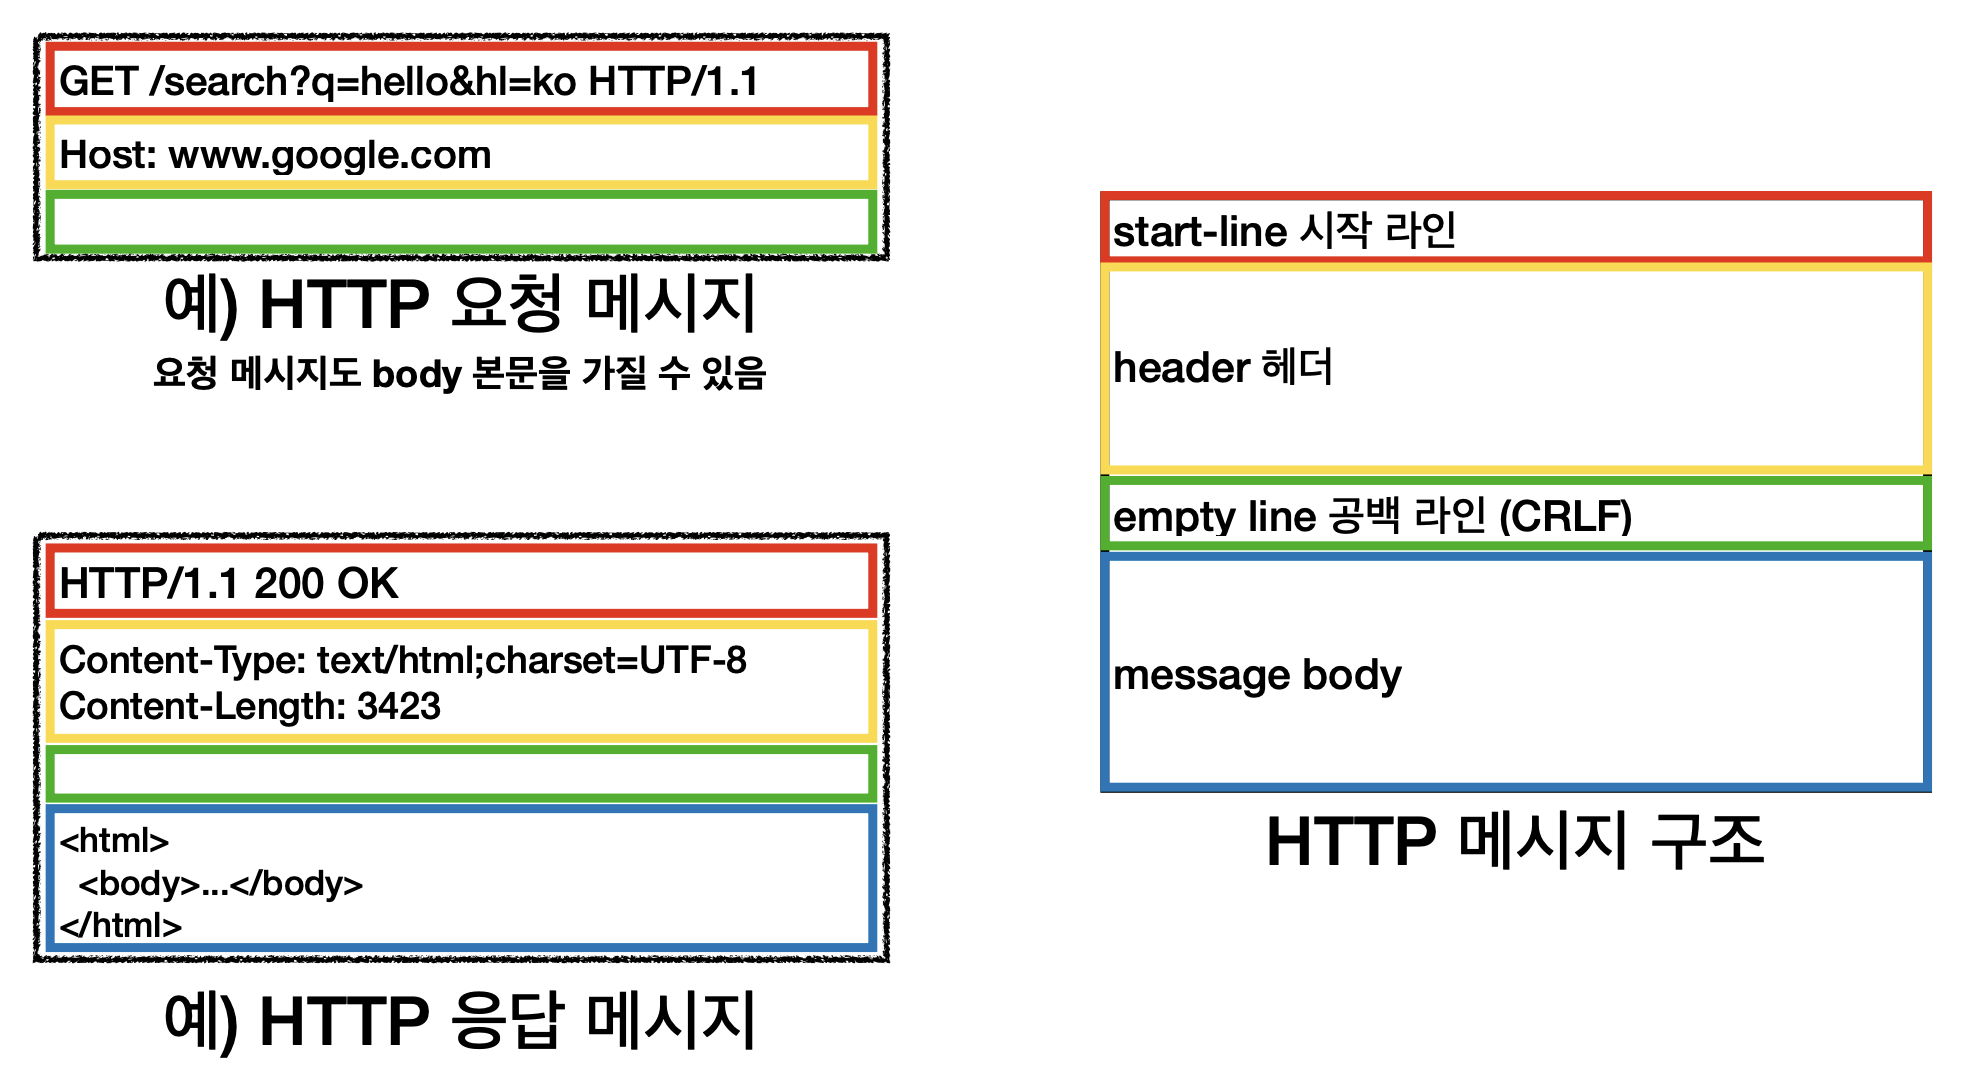 GET /search?q=hello&hl=ko HTTP/1.1
Host: www.google.com
예) HTTP 요청 메시지
요청 메시지도 body 본문을 가질 수 있음
HTTP/1.1 200 OK
Content-Type: text/html;charset=UTF-8
Content-Length: 3423
<html>
<body>...</body>
</html>
예) HTTP 응답 메시지
start-line 시작 라인
header 헤더
empty line 공백 라인 (CRLF)
message body
HTTP 메시지 구조